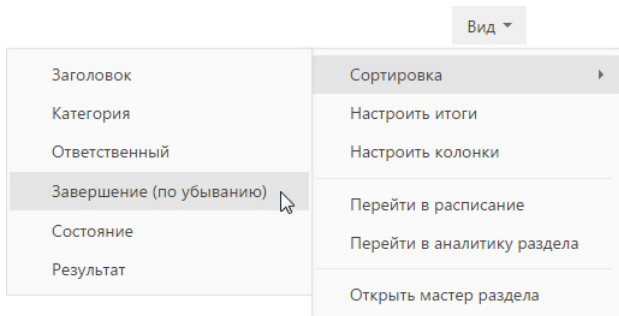 Вид
Сортировка
Настроить итоги
Настроить колонки
Перейти в расписание
Перейти в аналитику раздела
Открыть мастер раздела
Заголовок
Категория
Ответственный
Завершение (по убыванию)
Состояние
Результат